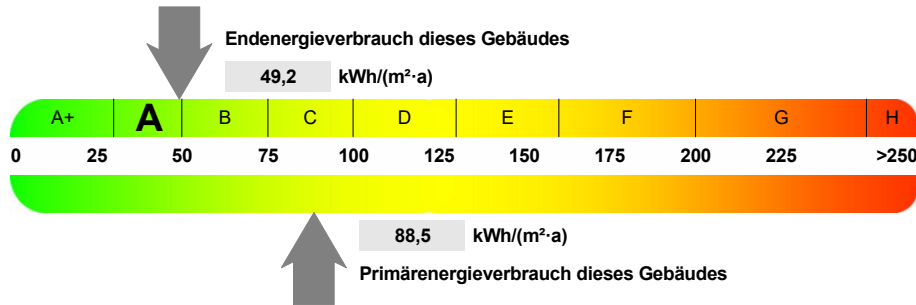 Endenergieverbrauch dieses Gebäudes
49,2 kWh/(m²·a)
A+ A B C D E F G H
0 25 50 75 100 125 150 175 200 225 >250
88,5 kWh/(m²·a)
Primärenergieverbrauch dieses Gebäudes